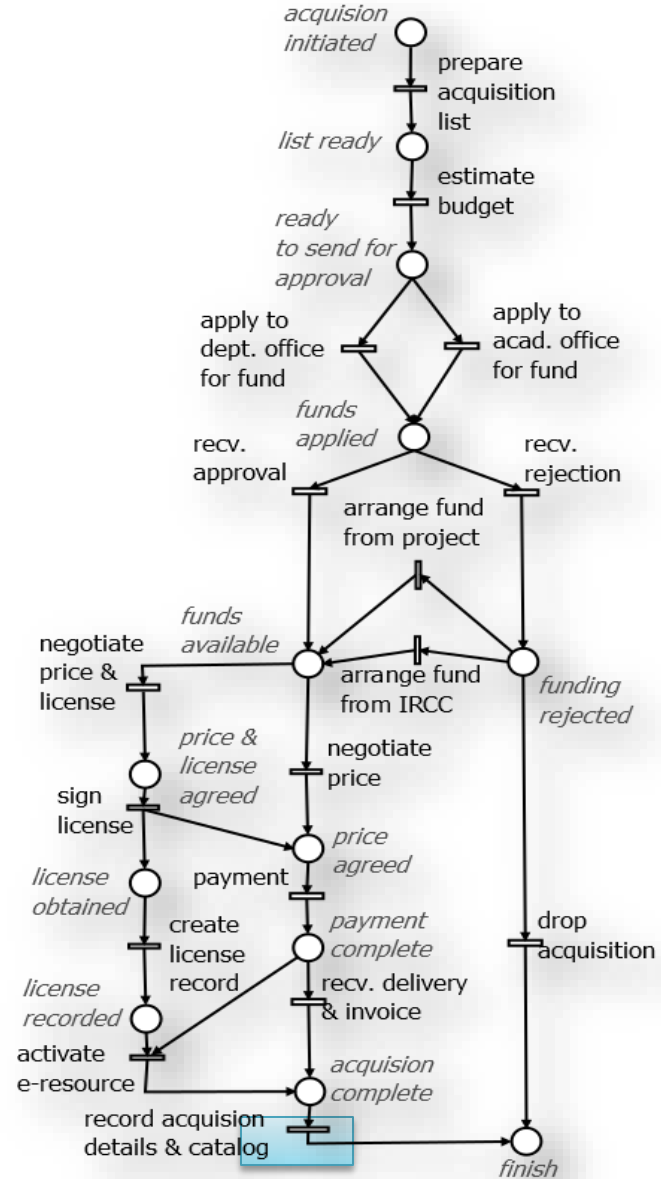 acquision
initiated
prepare
acquisition
list
list ready
estimate
budget
ready
to send for
approval
apply to
dept. office
for fund
apply to
acad. office
for fund
funds
applied
recv.
approval
recv.
rejection
arrange fund
from project
funds
available
negotiate
price &
license
arrange fund
from IRCC
funding
rejected
price &
license
agreed
negotiate
price
sign
license
price
agreed
license
obtained
payment
payment
complete
create
license
record
drop
acquisition
recv. delivery
& invoice
license
recorded
activate
e-resource
acquision
complete
record acquision
details & catalog
finish